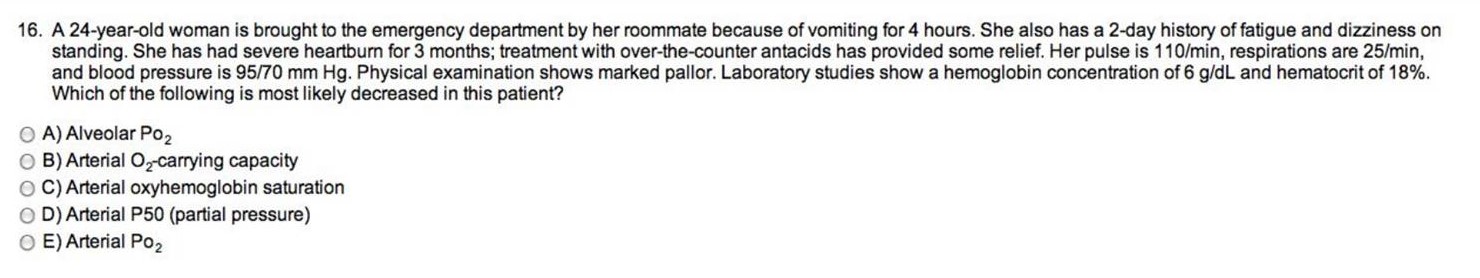 16. A 24-year-old woman is brought to the emergency department by her roommate because of vomiting for 4 hours. She also has a 2-day history of fatigue and dizziness on
standing. She has had severe heartburn for 3 months; treatment with over-the-counter antacids has provided some relief. Her pulse is 110/min, respirations are 25/min,
and blood pressure is 95/70 mm Hg. Physical examination shows marked pallor. Laboratory studies show a hemoglobin concentration of 6 g/dL and hematocrit of 18%.
Which of the following is most likely decreased in this patient?
A) Alveolar Po₂
B) Arterial O₂-carrying capacity
C) Arterial oxyhemoglobin saturation
D) Arterial P50 (partial pressure)
E) Arterial Po₂